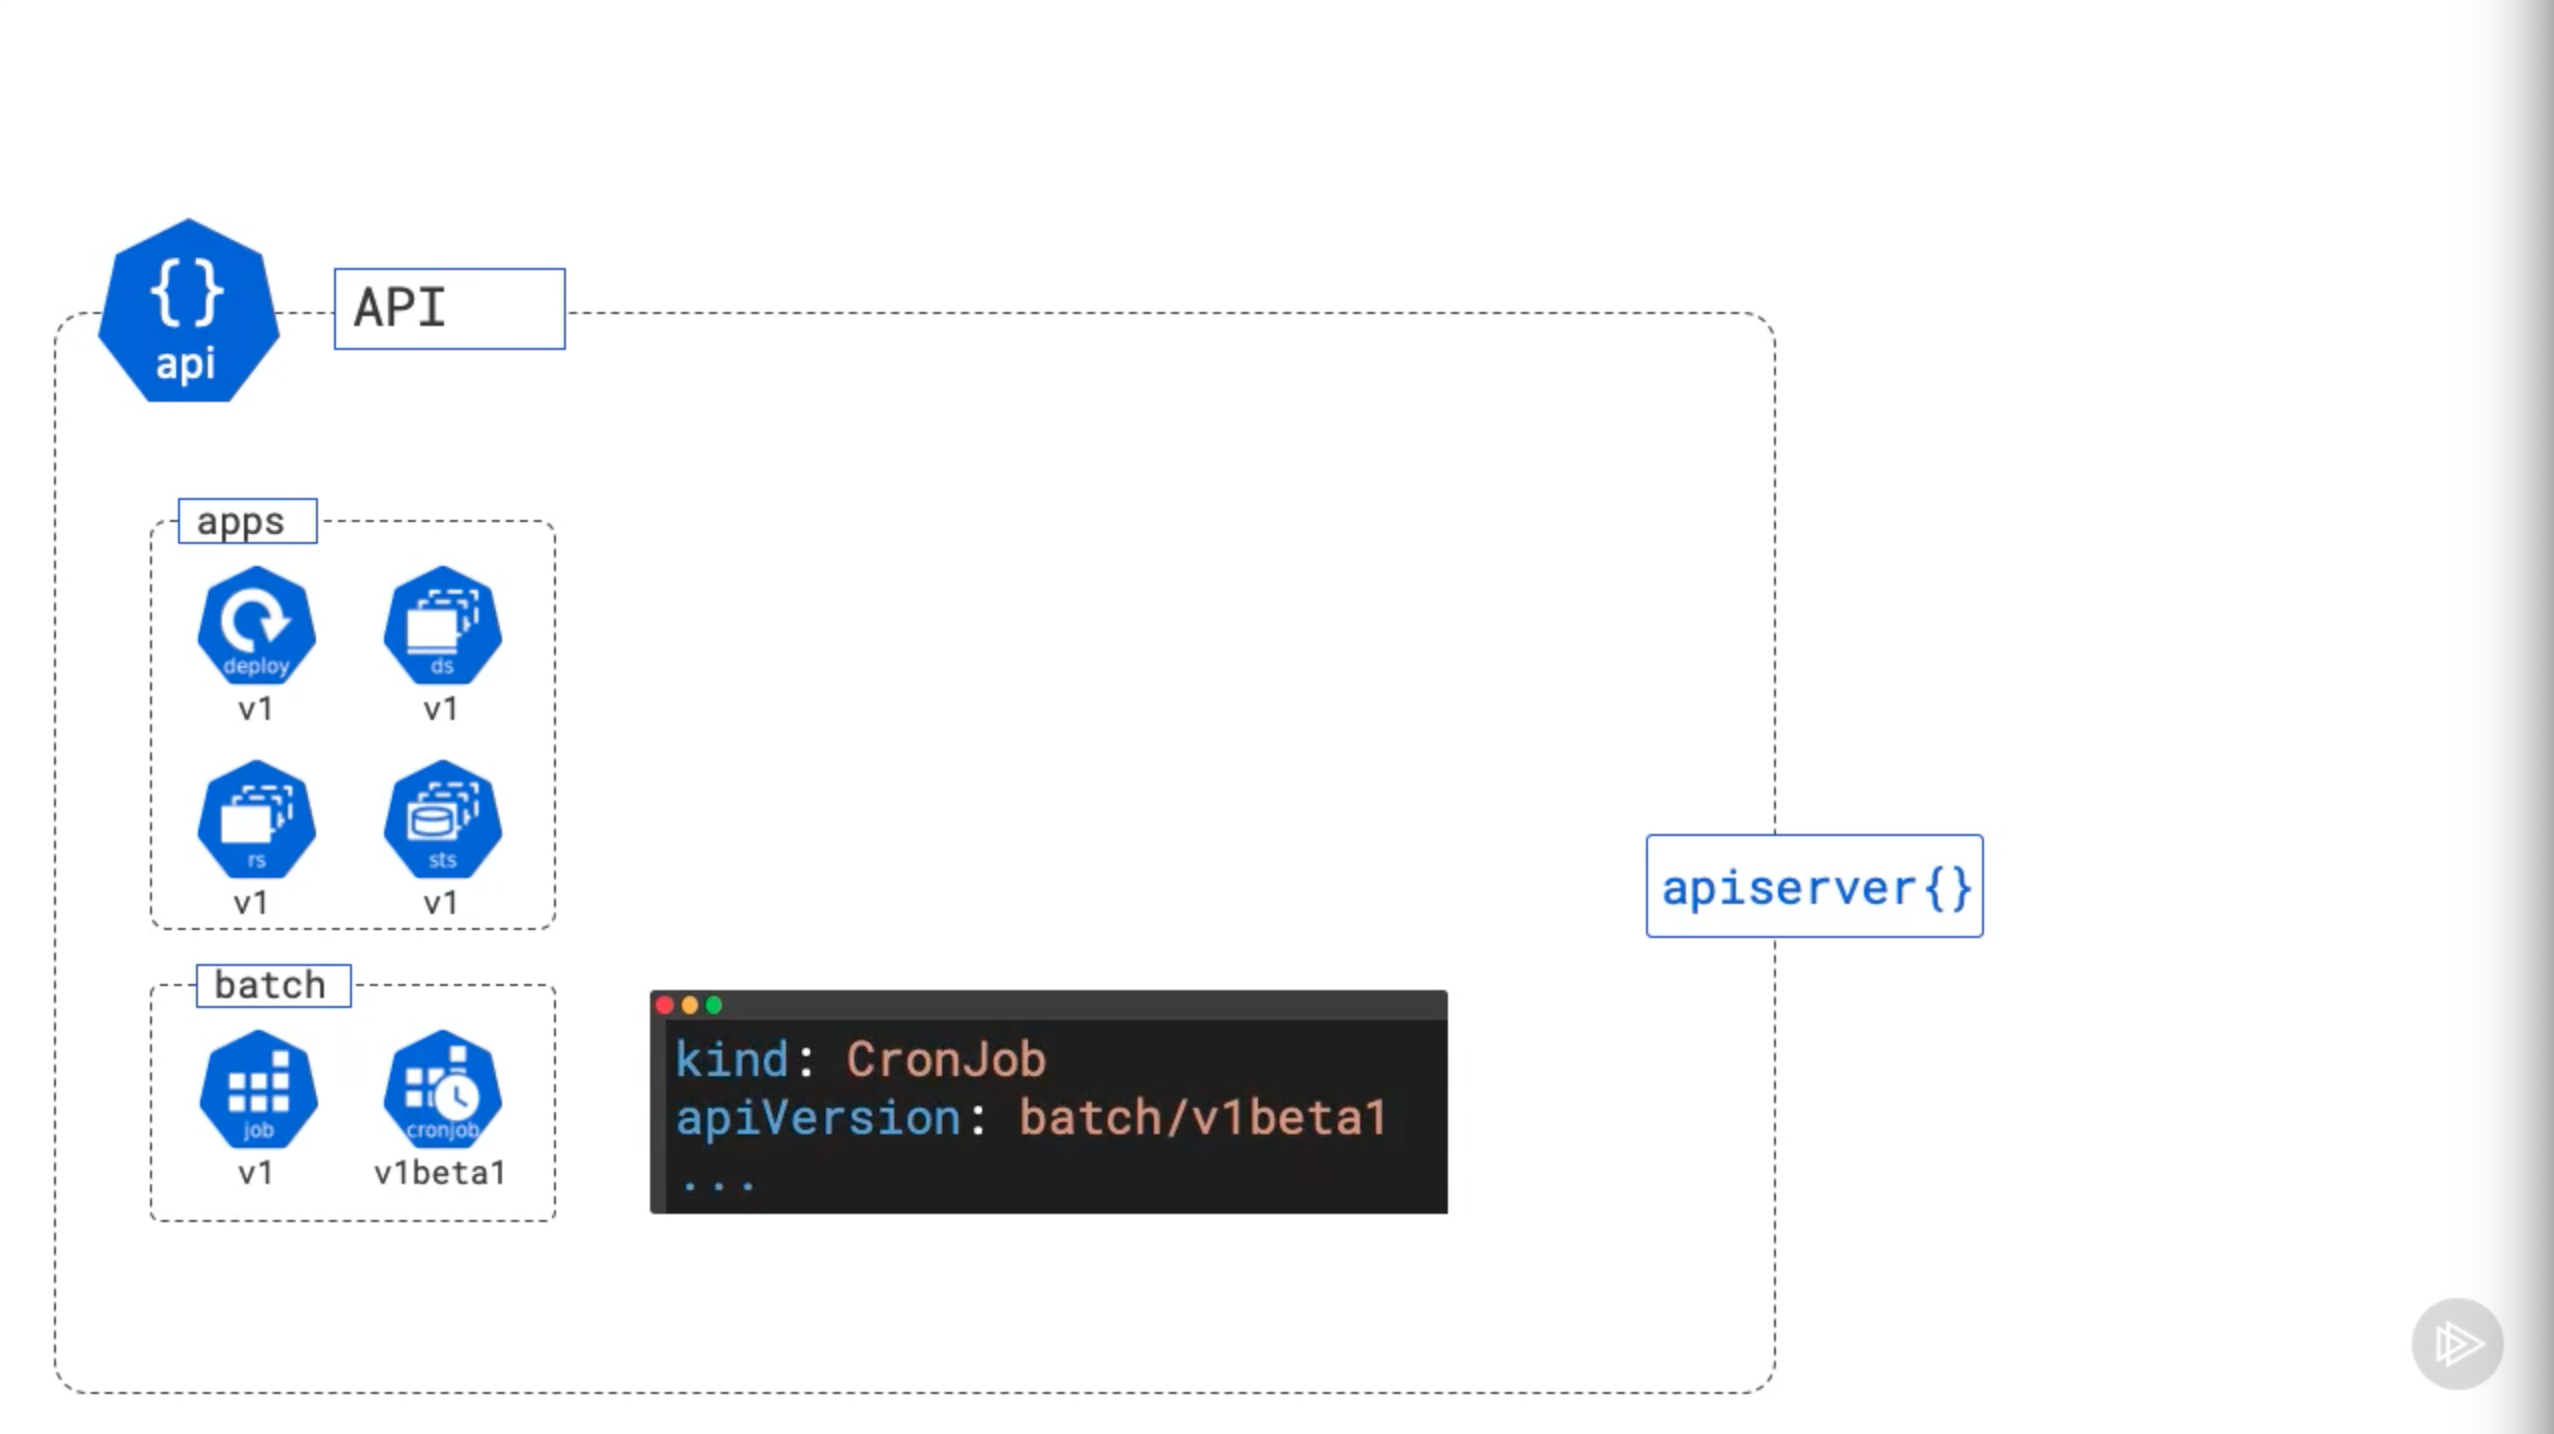 {}
api
API
apps
deploy
v1
ds
v1
rs
v1
sts
v1
batch
job
v1
cronjob
v1beta1
kind: CronJob
apiVersion: batch/v1beta1
...
apiserver{}